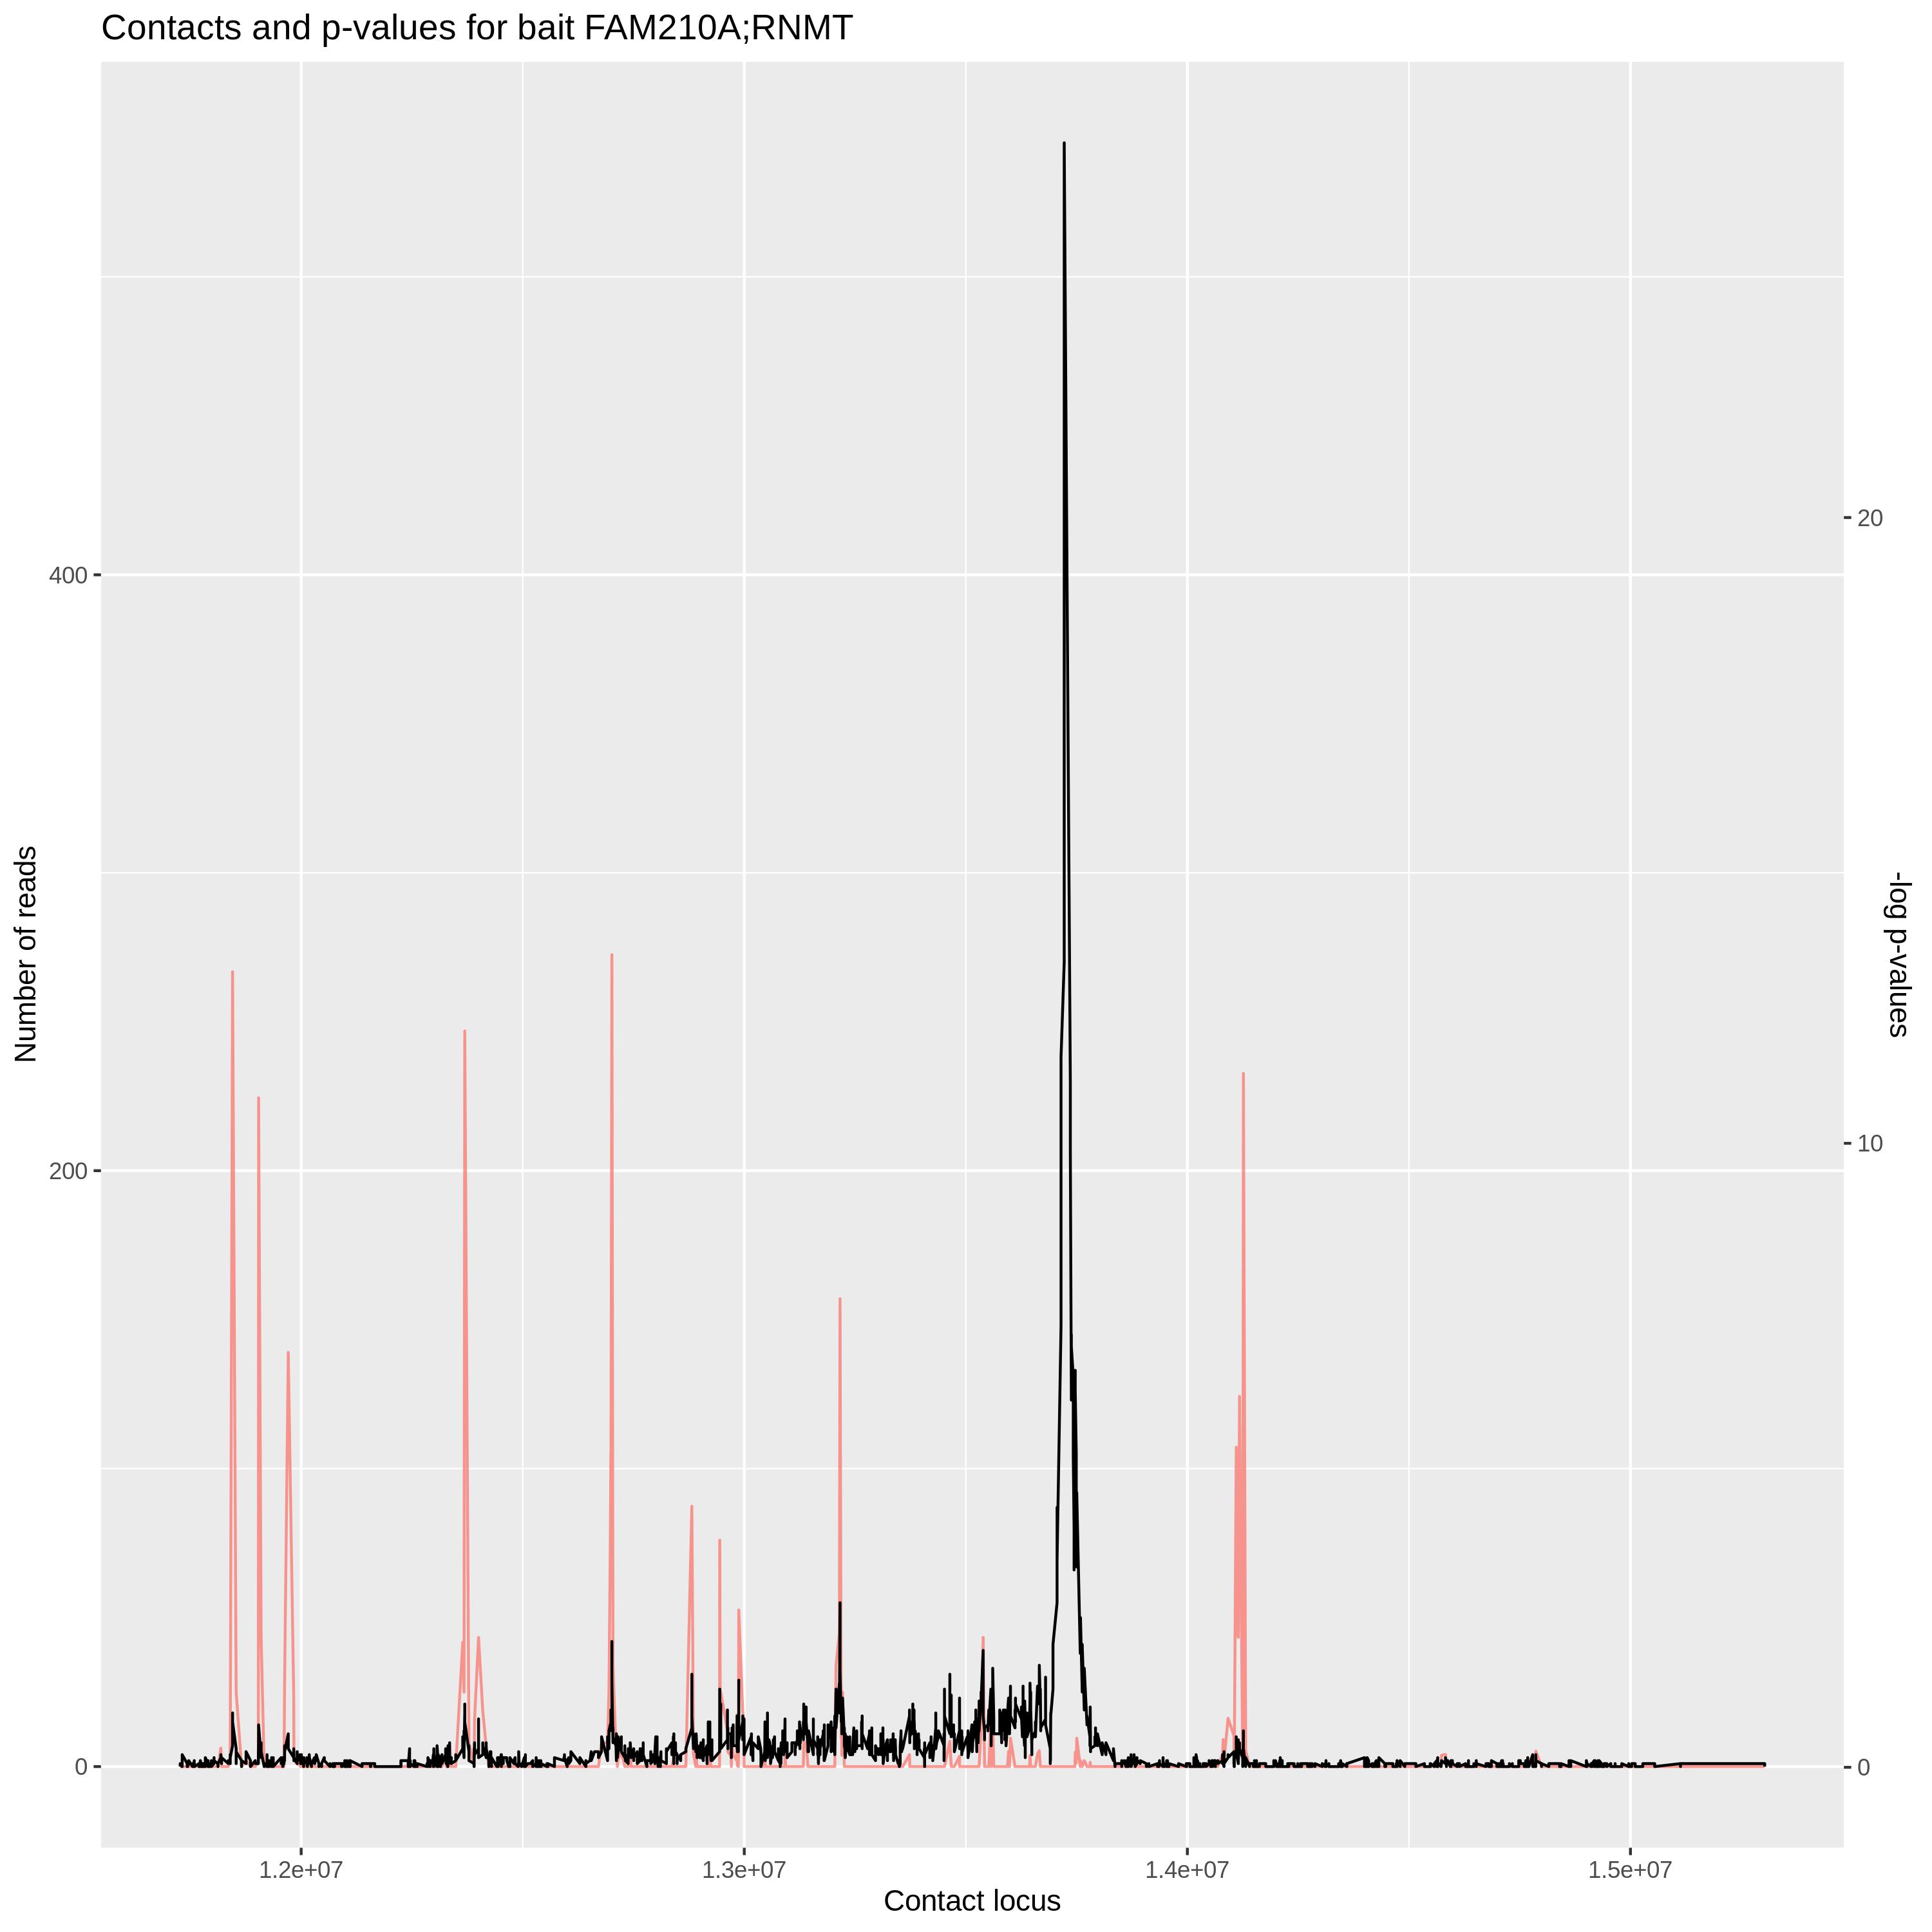 Contacts and p-values for bait FAM210A;RNMT
400
200
0
Number of reads
20
10
0
-log p-values
1.2e+07
1.3e+07
1.4e+07
1.5e+07
Contact locus